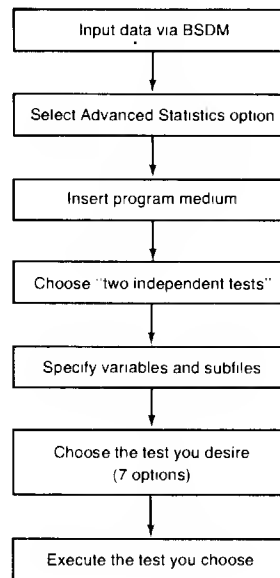 Input data via BSDM
Select Advanced Statistics option
Insert program medium
Choose "two independent tests"
Specify variables and subfiles
Choose the test you desire
(7 options)
Execute the test you choose